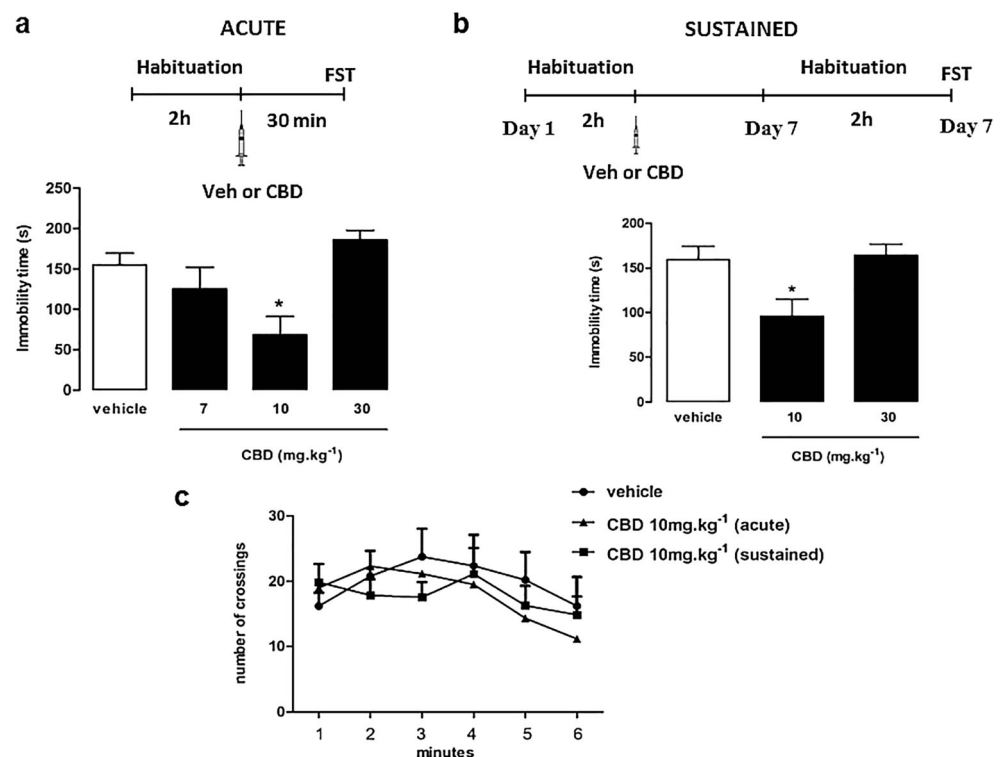 a
ACUTE
Habituation
FST
2h
30 min
Veh or CBD
250
200
150
100
50
0
Immobility time (s)
*
vehicle
7
10
30
CBD (mg.kg⁻¹)
b
SUSTAINED
Habituation
Habituation
FST
Day 1
2h
Day 7
2h
Day 7
Veh or CBD
200
150
100
50
0
Immobility time (s)
*
vehicle
10
30
CBD (mg.kg⁻¹)
c
vehicle
CBD 10mg.kg⁻¹ (acute)
CBD 10mg.kg⁻¹ (sustained)
30
20
10
0
number of crossings
1
2
3
4
5
6
minutes